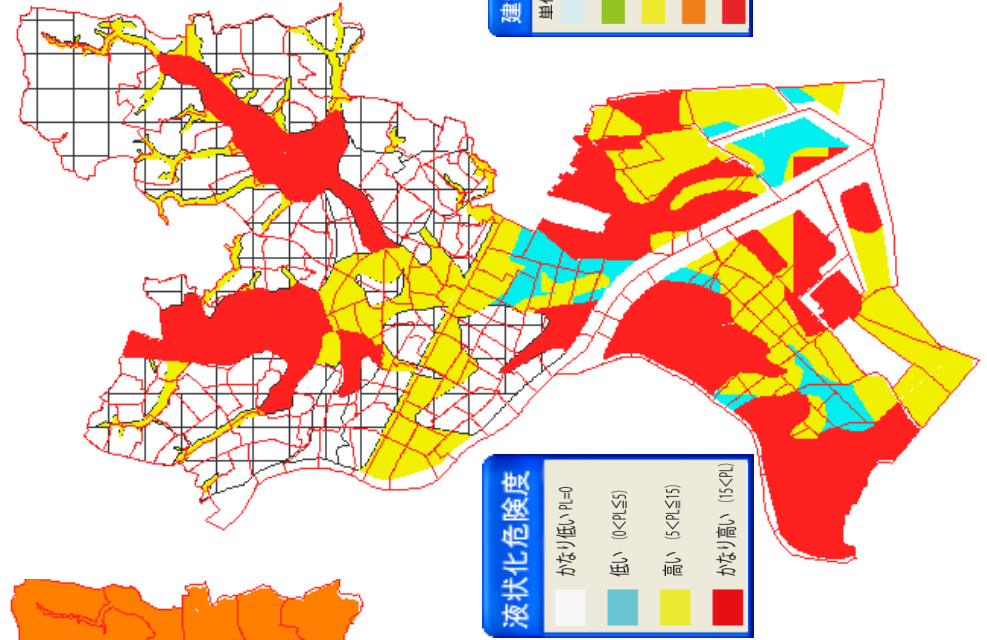 液状化危険度
かなり低い PL=0
低い (0<PL≦5)
高い (5<PL≦15)
かなり高い (15<PL)
建
単